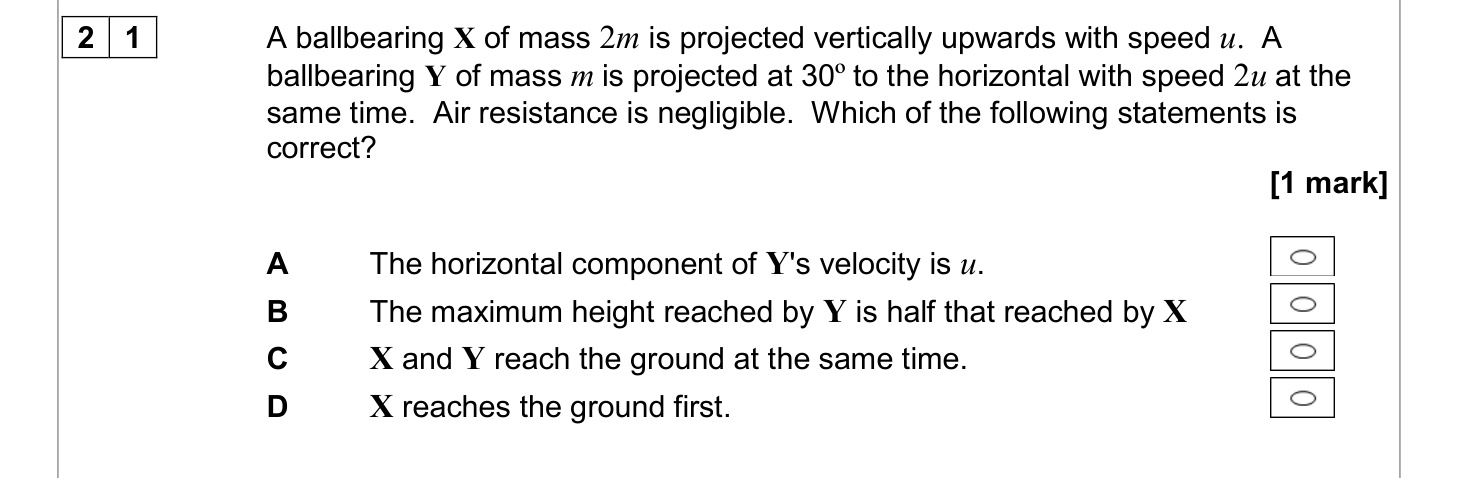 2 1
A ballbearing X of mass 2m is projected vertically upwards with speed u. A
ballbearing Y of mass m is projected at 30º to the horizontal with speed 2u at the
same time. Air resistance is negligible. Which of the following statements is
correct?
[1 mark]
A The horizontal component of Y's velocity is u.
B The maximum height reached by Y is half that reached by X
C X and Y reach the ground at the same time.
D X reaches the ground first.